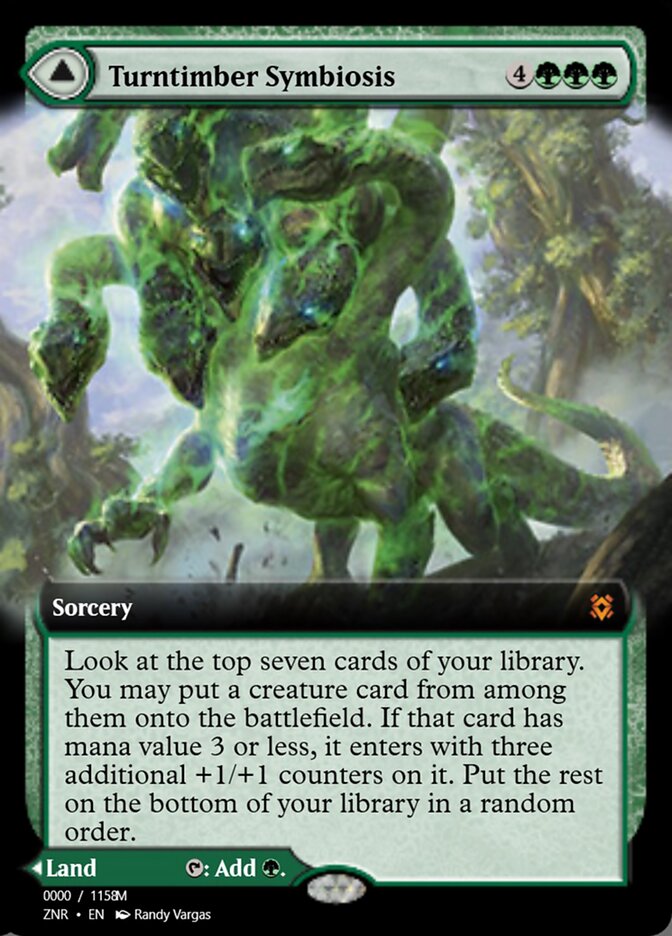 Turntimber Symbiosis 4
Sorcery
Look at the top seven cards of your library.
You may put a creature card from among
them onto the battlefield. If that card has
mana value 3 or less, it enters with three
additional +1/+1 counters on it. Put the rest
on the bottom of your library in a random
order.
Land : Add .
0000 / 1158M
ZNR • EN Randy Vargas